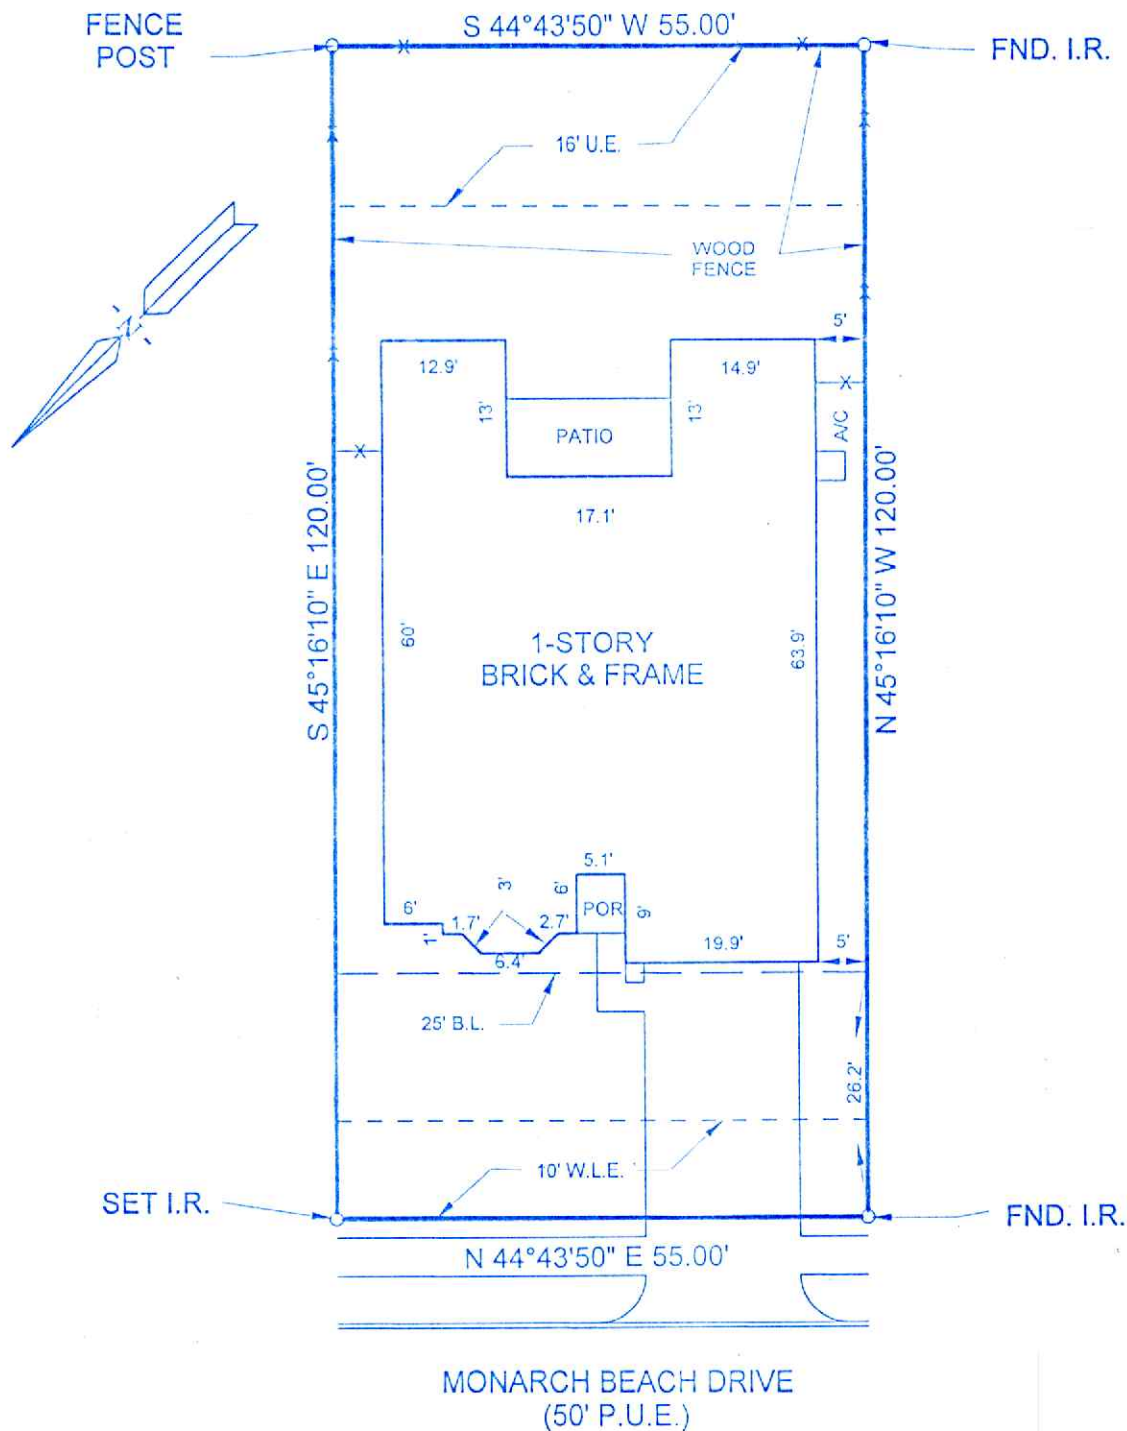 FENCE
POST
S 44°43'50" W 55.00'
FND. I.R.
16' U.E.
WOOD
FENCE
5'
12.9'
14.9'
13'
13'
PATIO
A/C
N
17.1'
S 45°16'10" E 120.00'
N 45°16'10" W 120.00'
60'
1-STORY
BRICK & FRAME
63.9'
5.1'
3'
6'
POR
9'
6'
1.7'
2.7'
1'
6.4'
19.9'
5'
25' B.L.
26.2'
10' W.L.E.
SET I.R.
FND. I.R.
N 44°43'50" E 55.00'
MONARCH BEACH DRIVE
(50' P.U.E.)